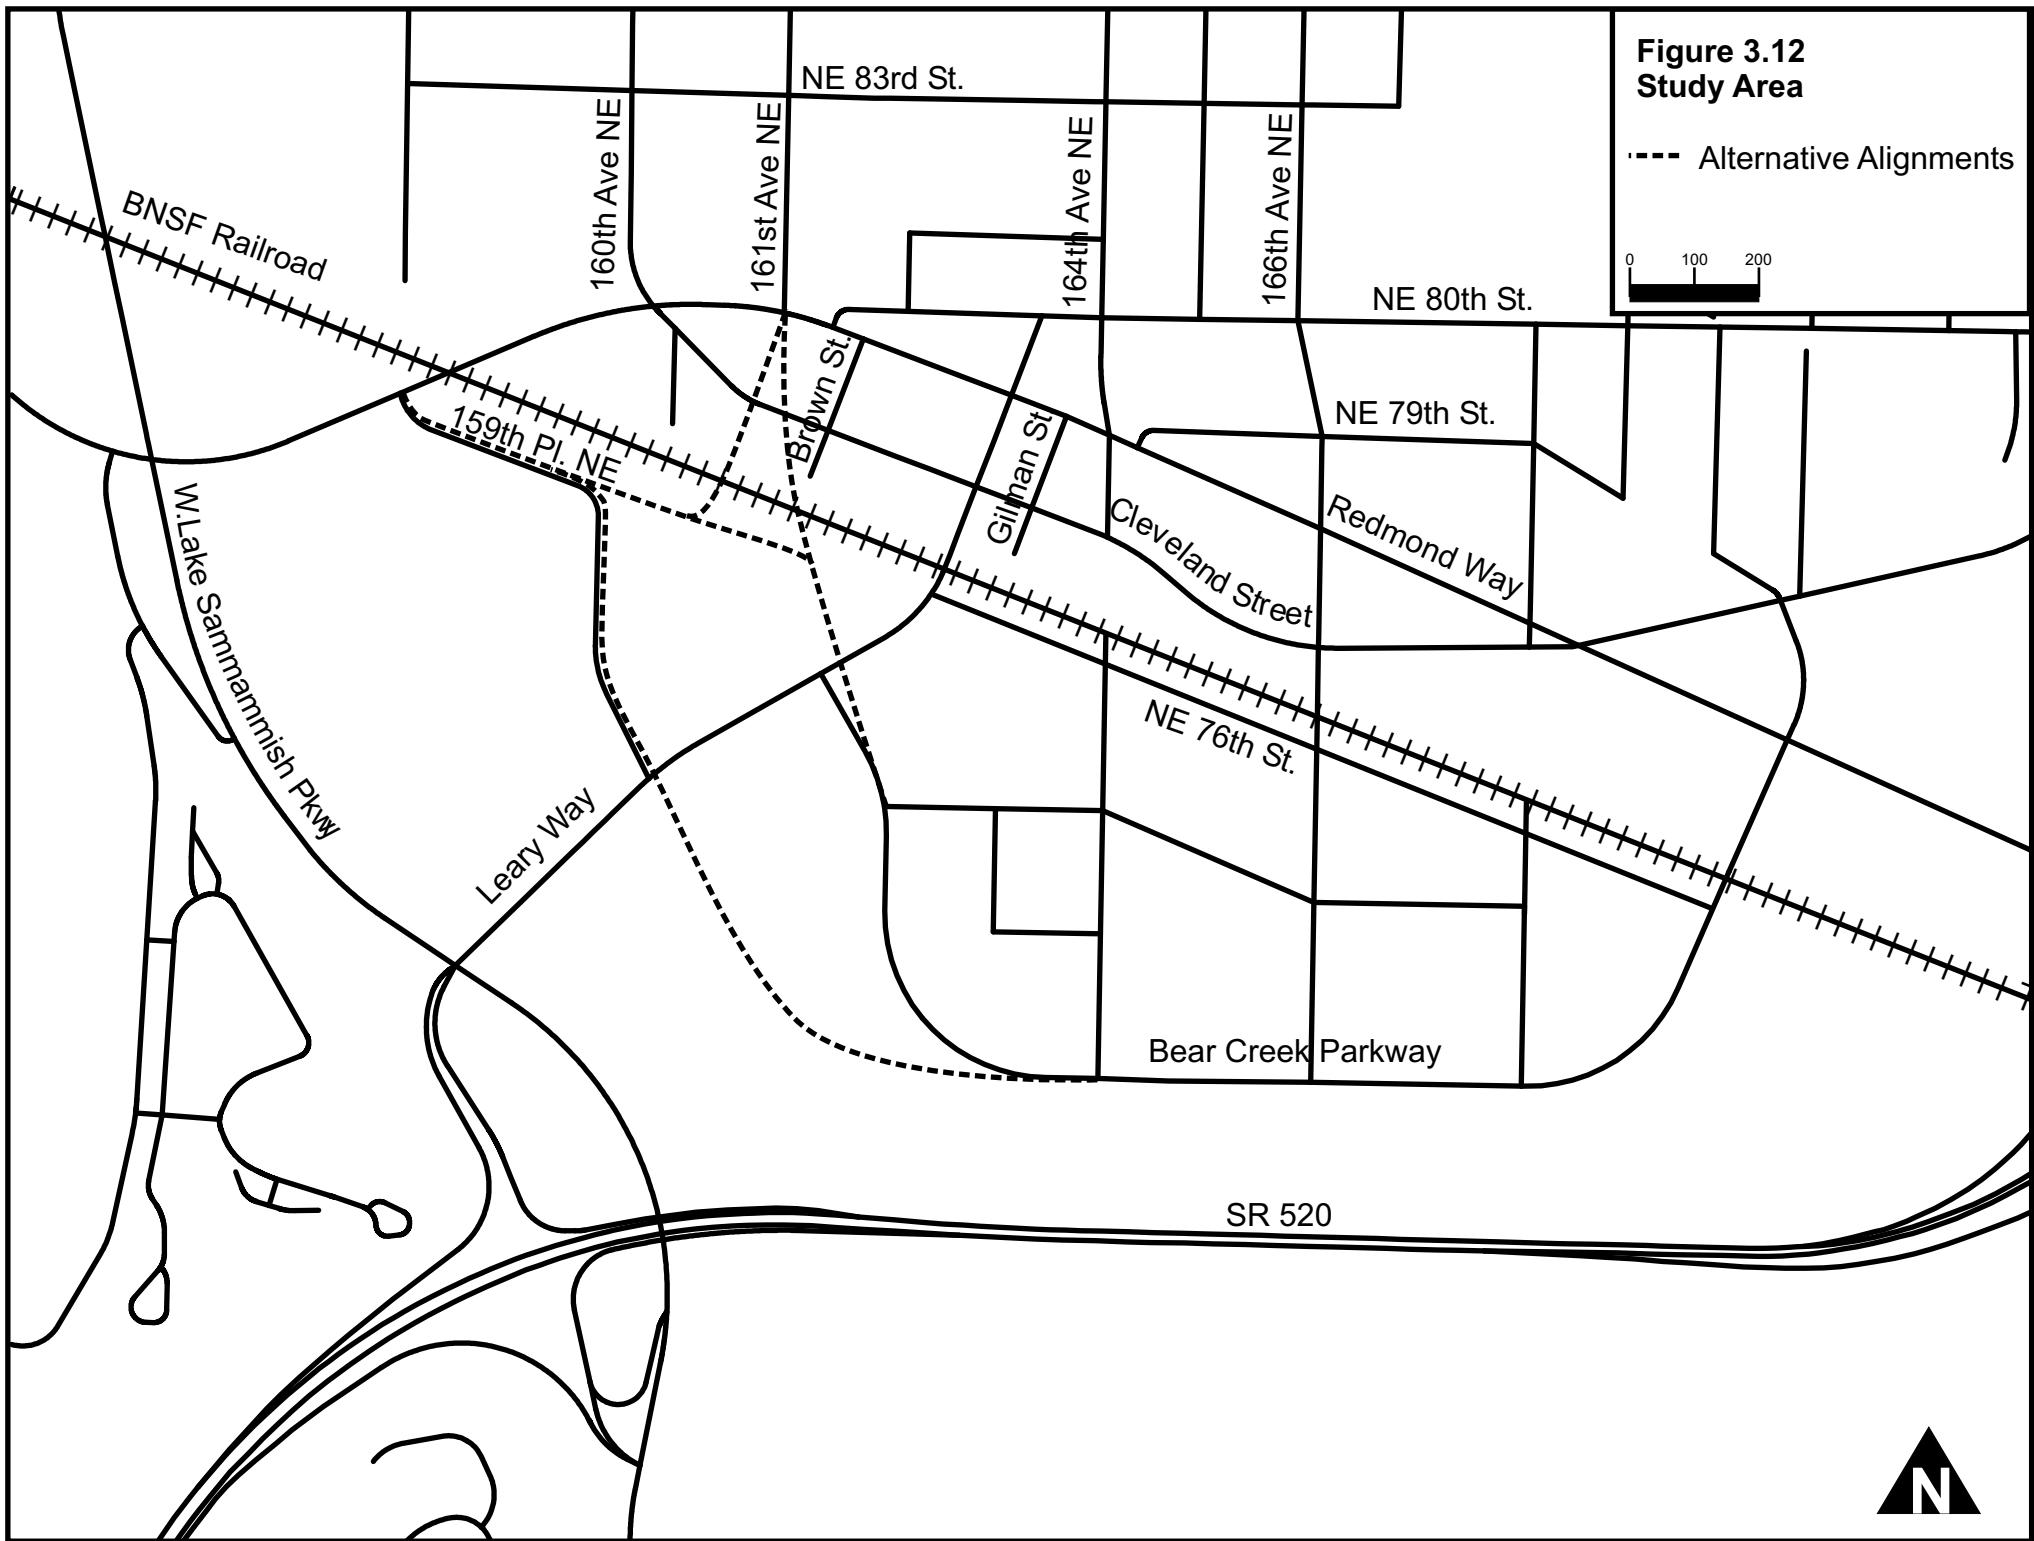 Figure 3.12
Study Area
Alternative Alignments
0 100 200
NE 83rd St.
160th Ave NE
161st Ave NE
164th Ave NE
166th Ave NE
BNSF Railroad
NE 80th St.
Brown St.
159th Pl. NE
Gilman St
NE 79th St.
Cleveland Street
Redmond Way
W.Lake Sammammish Pkwy
NE 76th St.
Leary Way
Bear Creek Parkway
SR 520
N